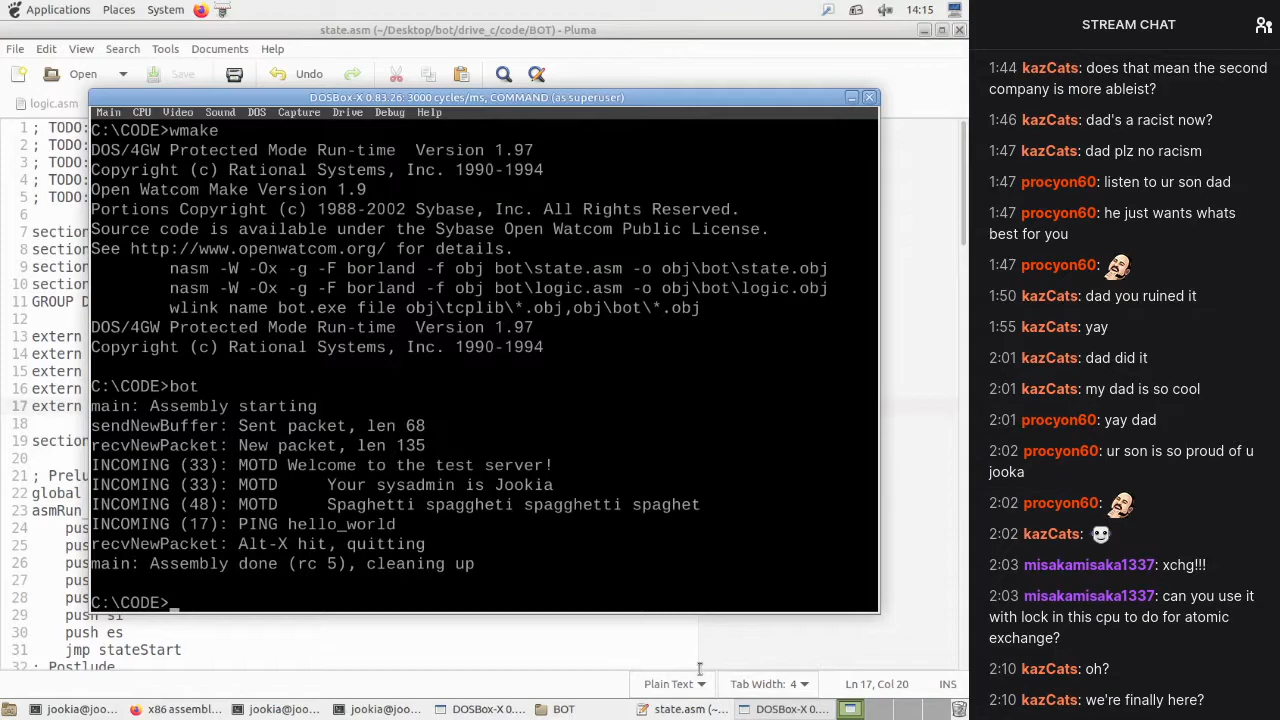 Applications Places System 14:15
state.asm (~/Desktop/bot/drive_c/code/BOT) - Pluma
File Edit View Search Tools Documents Help
Open Save Undo
logic.asm
DOSBox-X 0.83.26: 3000 cycles/ms, COMMAND (as superuser)
Main CPU Video Sound DOS Capture Drive Debug Help
C:\CODE>wmake
DOS/4GW Protected Mode Run-time Version 1.97
Copyright (c) Rational Systems, Inc. 1990-1994
Open Watcom Make Version 1.9
Portions Copyright (c) 1988-2002 Sybase, Inc. All Rights Reserved.
Source code is available under the Sybase Open Watcom Public License.
See http://www.openwatcom.org/ for details.
nasm -W -Ox -g -F borland -f obj bot\state.asm -o obj\bot\state.obj
nasm -W -Ox -g -F borland -f obj bot\logic.asm -o obj\bot\logic.obj
wlink name bot.exe file obj\tcplib\*.obj,obj\bot\*.obj
DOS/4GW Protected Mode Run-time Version 1.97
Copyright (c) Rational Systems, Inc. 1990-1994
C:\CODE>bot
main: Assembly starting
sendNewBuffer: Sent packet, len 68
recvNewPacket: New packet, len 135
INCOMING (33): MOTD Welcome to the test server!
INCOMING (33): MOTD Your sysadmin is Jookia
INCOMING (48): MOTD Spaghetti spaggheti spagghetti spaghet
INCOMING (17): PING hello_world
recvNewPacket: Alt-X hit, quitting
main: Assembly done (rc 5), cleaning up
C:\CODE>_
1 ; TODO:
2 ; TODO:
3 ; TODO:
4 ; TODO:
5 ; TODO:
6
7 section
8 section
9 section
10 section
11 GROUP D
12
13 extern
14 extern
15 extern
16 extern
17 extern
18
19 section
20
21 ; Prelu
22 global
23 asmRun
24 pus
25 pus
26 pus
27 pus
28 pus
29 push si
30 push es
31 jmp stateStart
32 ; Postlude
Plain Text Tab Width: 4 Ln 17, Col 20 INS
jookia@joo... x86 assembl... jookia@joo... jookia@joo... DOSBox-X 0.... BOT state.asm (~... DOSBox-X 0....
STREAM CHAT
1:44 kazCats: does that mean the second
company is more ableist?
1:46 kazCats: dad's a racist now?
1:47 kazCats: dad plz no racism
1:47 procyon60: listen to ur son dad
1:47 procyon60: he just wants whats
best for you
1:47 procyon60:
1:50 kazCats: dad you ruined it
1:55 kazCats: yay
2:01 kazCats: dad did it
2:01 kazCats: my dad is so cool
2:01 procyon60: yay dad
2:02 procyon60: ur son is so proud of u
jooka
2:02 procyon60:
2:02 kazCats:
2:03 misakamisaka1337: xchg!!!
2:03 misakamisaka1337: can you use it
with lock in this cpu to do for atomic
exchange?
2:10 kazCats: oh?
2:10 kazCats: we're finally here?